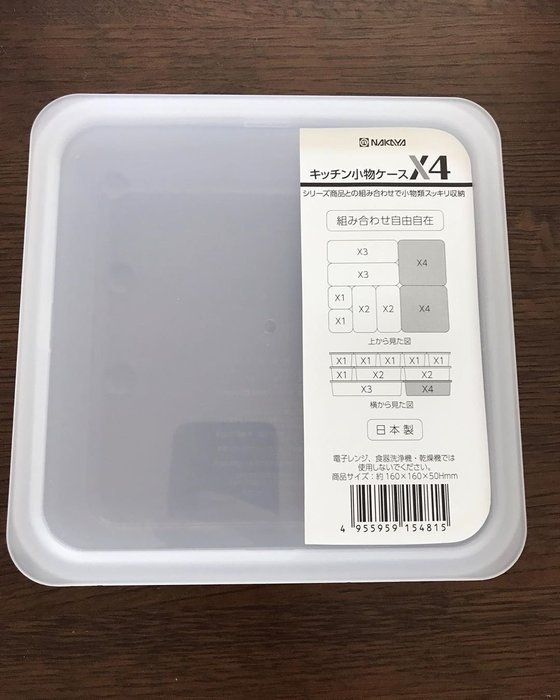 NAKAYA
キッチン小物ケース X4
シリーズ商品との組み合わせで小物類スッキリ収納
組み合わせ自由自在
X3
X4
X3
X1
X2
X2
X4
X1
上から見た図
X1 X1 X1 X1 X1
X1 X2 X2
X3 X4
横から見た図
日本製
電子レンジ、食器洗浄機・乾燥機では
使用しないでください。
商品サイズ：約160×160×50Hmm
4 955959 154815